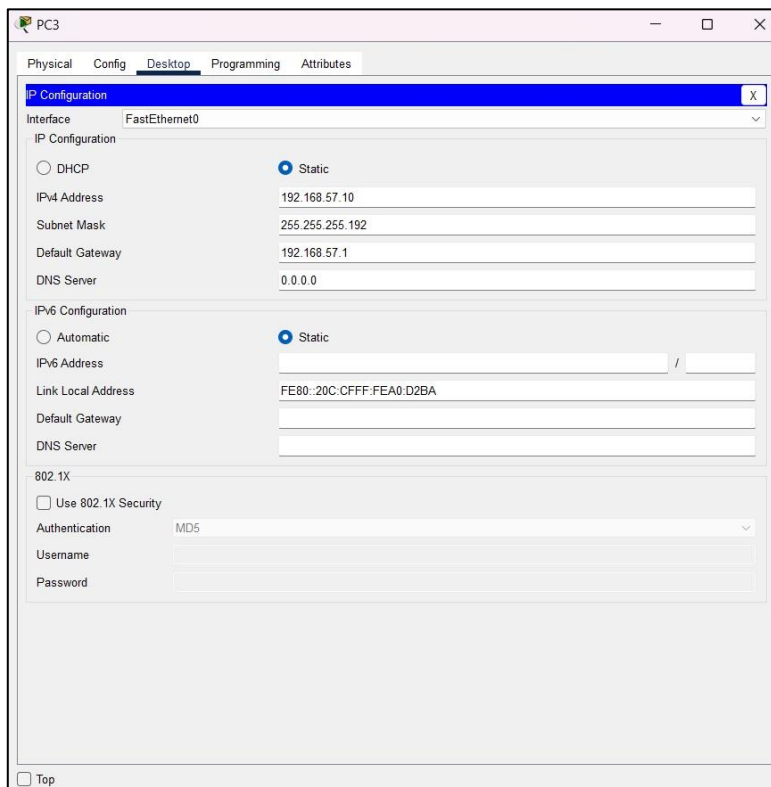 PC3
Physical Config Desktop Programming Attributes
IP Configuration X
Interface FastEthernet0
IP Configuration
DHCP Static
IPv4 Address 192.168.57.10
Subnet Mask 255.255.255.192
Default Gateway 192.168.57.1
DNS Server 0.0.0.0
IPv6 Configuration
Automatic Static
IPv6 Address /
Link Local Address FE80::20C:CFFF:FEA0:D2BA
Default Gateway
DNS Server
802.1X
Use 802.1X Security
Authentication MD5
Username
Password
Top